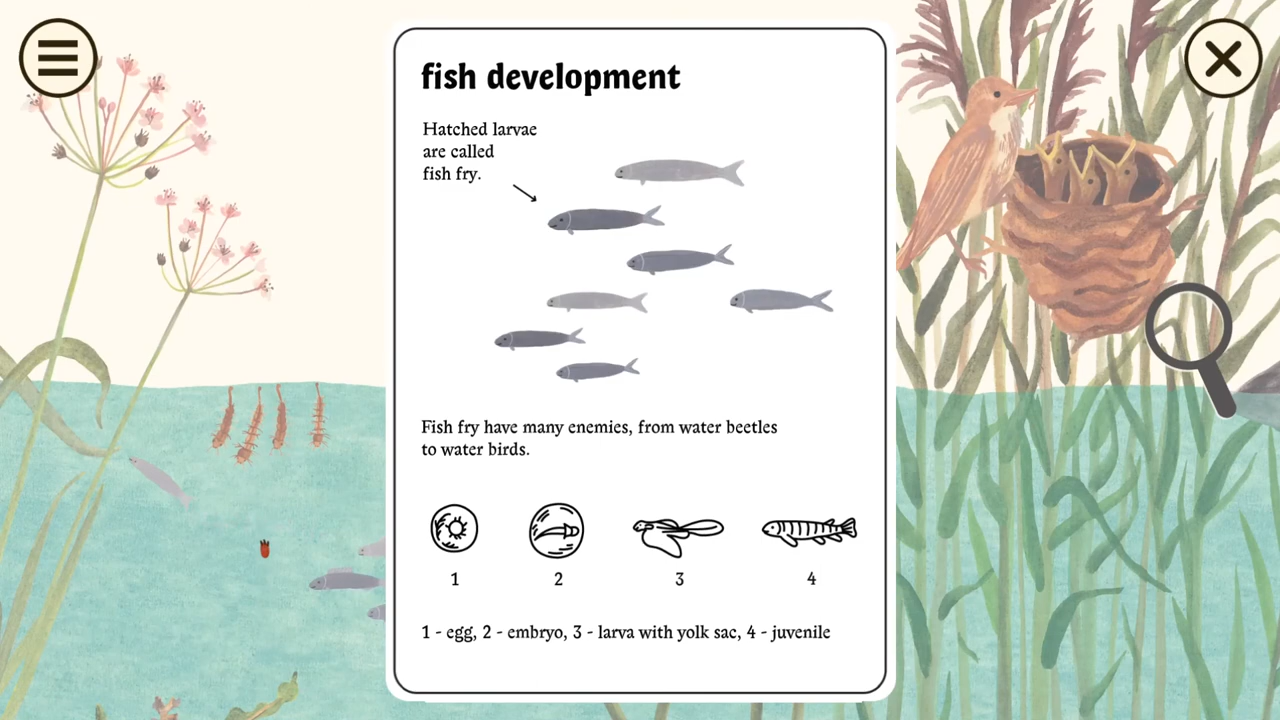 fish development
Hatched larvae
are called
fish fry.
Fish fry have many enemies, from water beetles
to water birds.
1 2 3 4
1 - egg, 2 - embryo, 3 - larva with yolk sac, 4 - juvenile